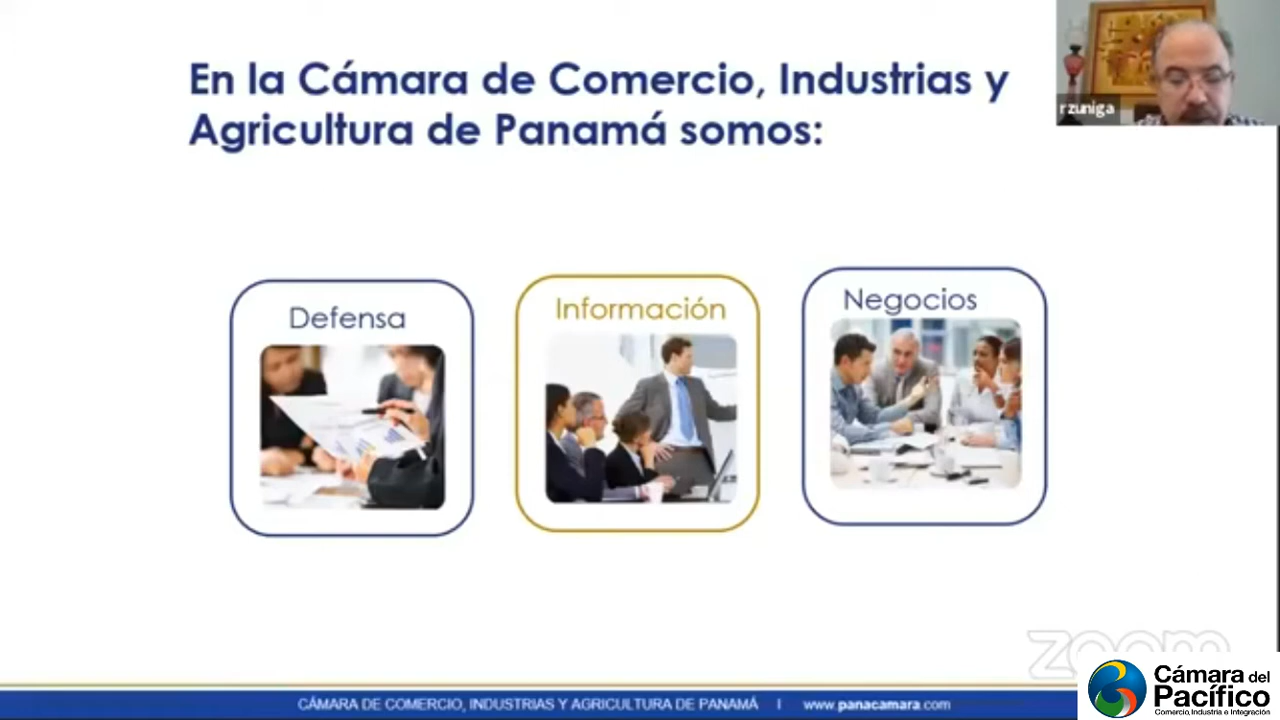 En la Cámara de Comercio, Industrias y
Agricultura de Panamá somos:
rzuniga
Defensa
Información
Negocios
zoom
CÁMARA DE COMERCIO, INDUSTRIAS Y AGRICULTURA DE PANAMÁ | www.panacamara.com
Cámara del
Pacífico
Comercio, Industria e Integración